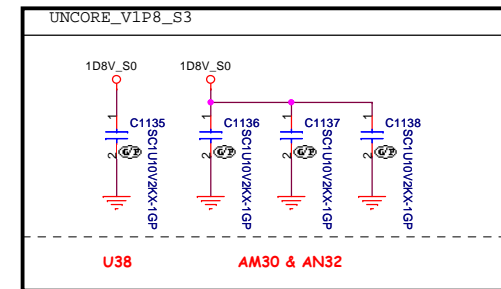 UNCORE_V1P8_S3
1D8V_S0
1D8V_S0
1
C1135
2
G/P
SC1U10V2KX-1GP
1
C1136
2
G/P
SC1U10V2KX-1GP
1
C1137
2
G/P
SC1U10V2KX-1GP
1
C1138
2
G/P
SC1U10V2KX-1GP
U38
AM30 & AN32